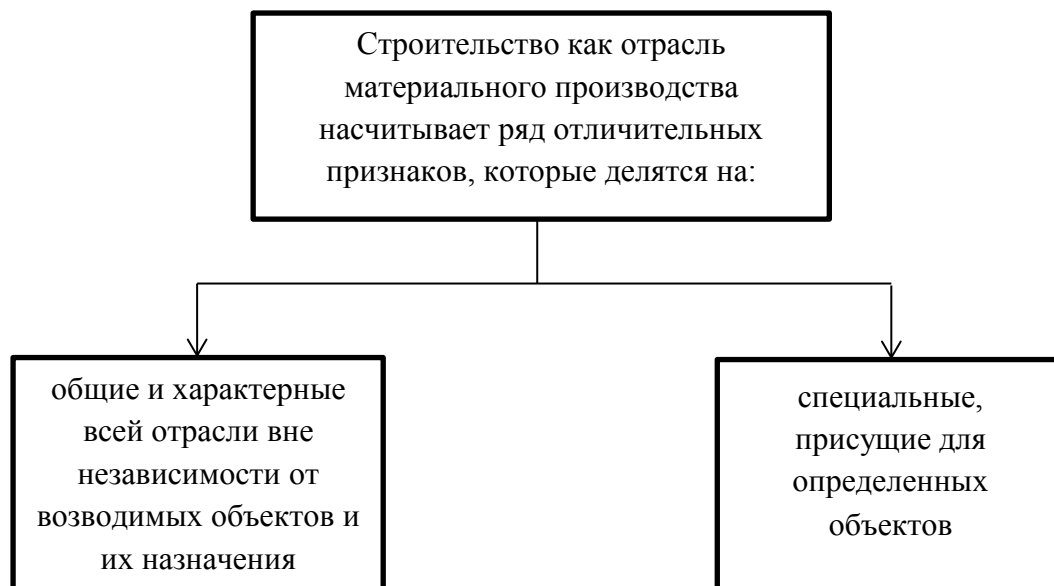 Строительство как отрасль
материального производства
насчитывает ряд отличительных
признаков, которые делятся на:
общие и характерные
всей отрасли вне
независимости от
возводимых объектов и
их назначения
специальные,
присущие для
определенных
объектов